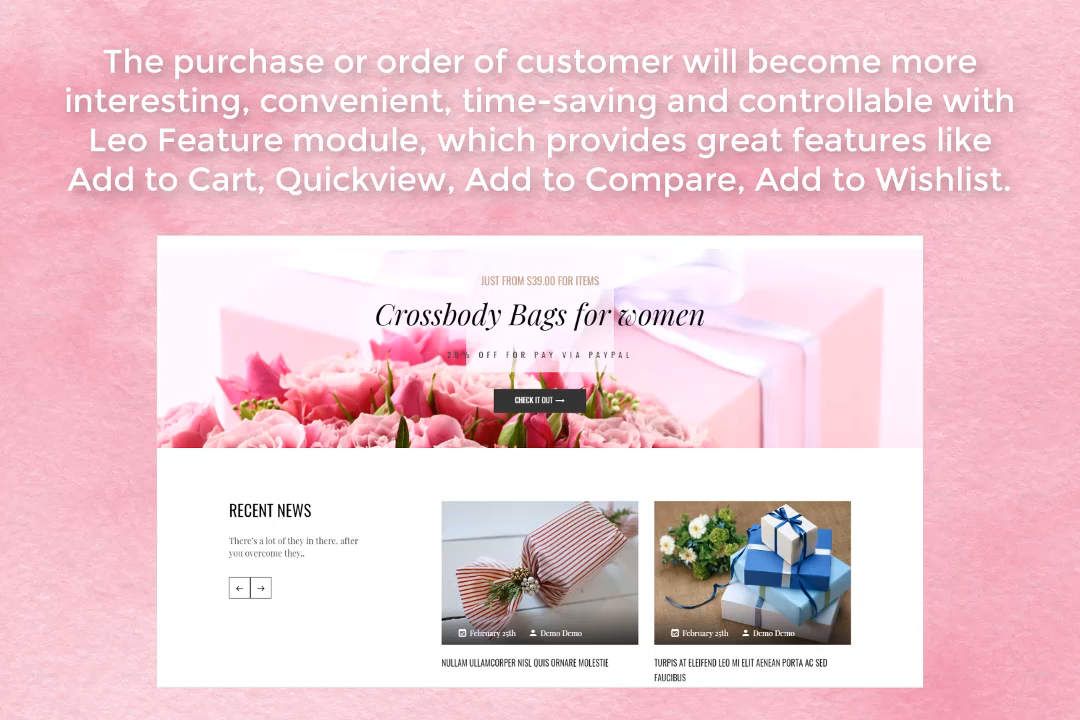 The purchase or order of customer will become more
interesting, convenient, time-saving and controllable with
Leo Feature module, which provides great features like
Add to Cart, Quickview, Add to Compare, Add to Wishlist.
JUST FROM $39.00 FOR ITEMS
Crossbody Bags for women
20% OFF FOR PAY VIA PAYPAL
CHECK IT OUT →
RECENT NEWS
There's a lot of they in there, after
you overcome they..
February 25th Demo Demo
February 25th Demo Demo
NULLAM ULLAMCORPER NISL QUIS ORNARE MOLESTIE
TURPIS AT ELEIFEND LEO MI ELIT AENEAN PORTA AC SED
FAUCIBUS